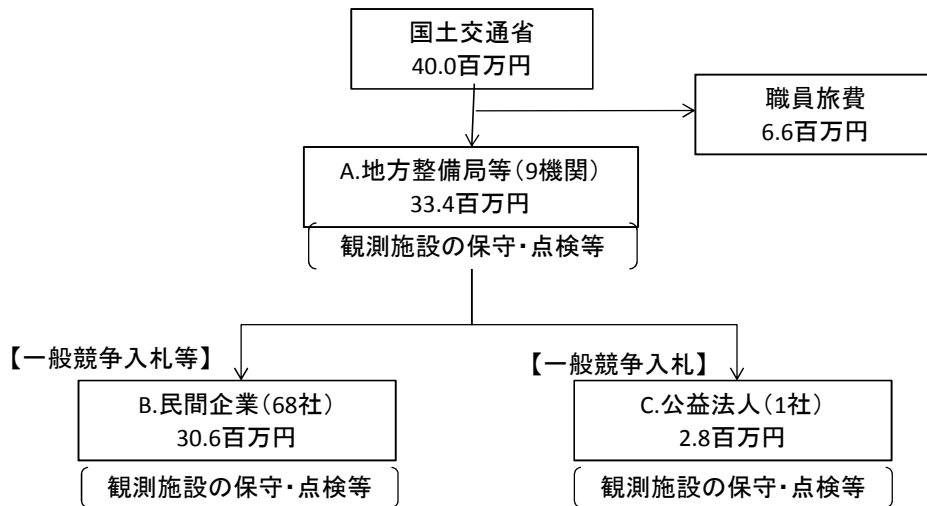 国土交通省
40.0百万円
職員旅費
6.6百万円
A.地方整備局等(9機関)
33.4百万円
観測施設の保守・点検等
【一般競争入札等】
B.民間企業(68社)
30.6百万円
観測施設の保守・点検等
【一般競争入札】
C.公益法人(1社)
2.8百万円
観測施設の保守・点検等